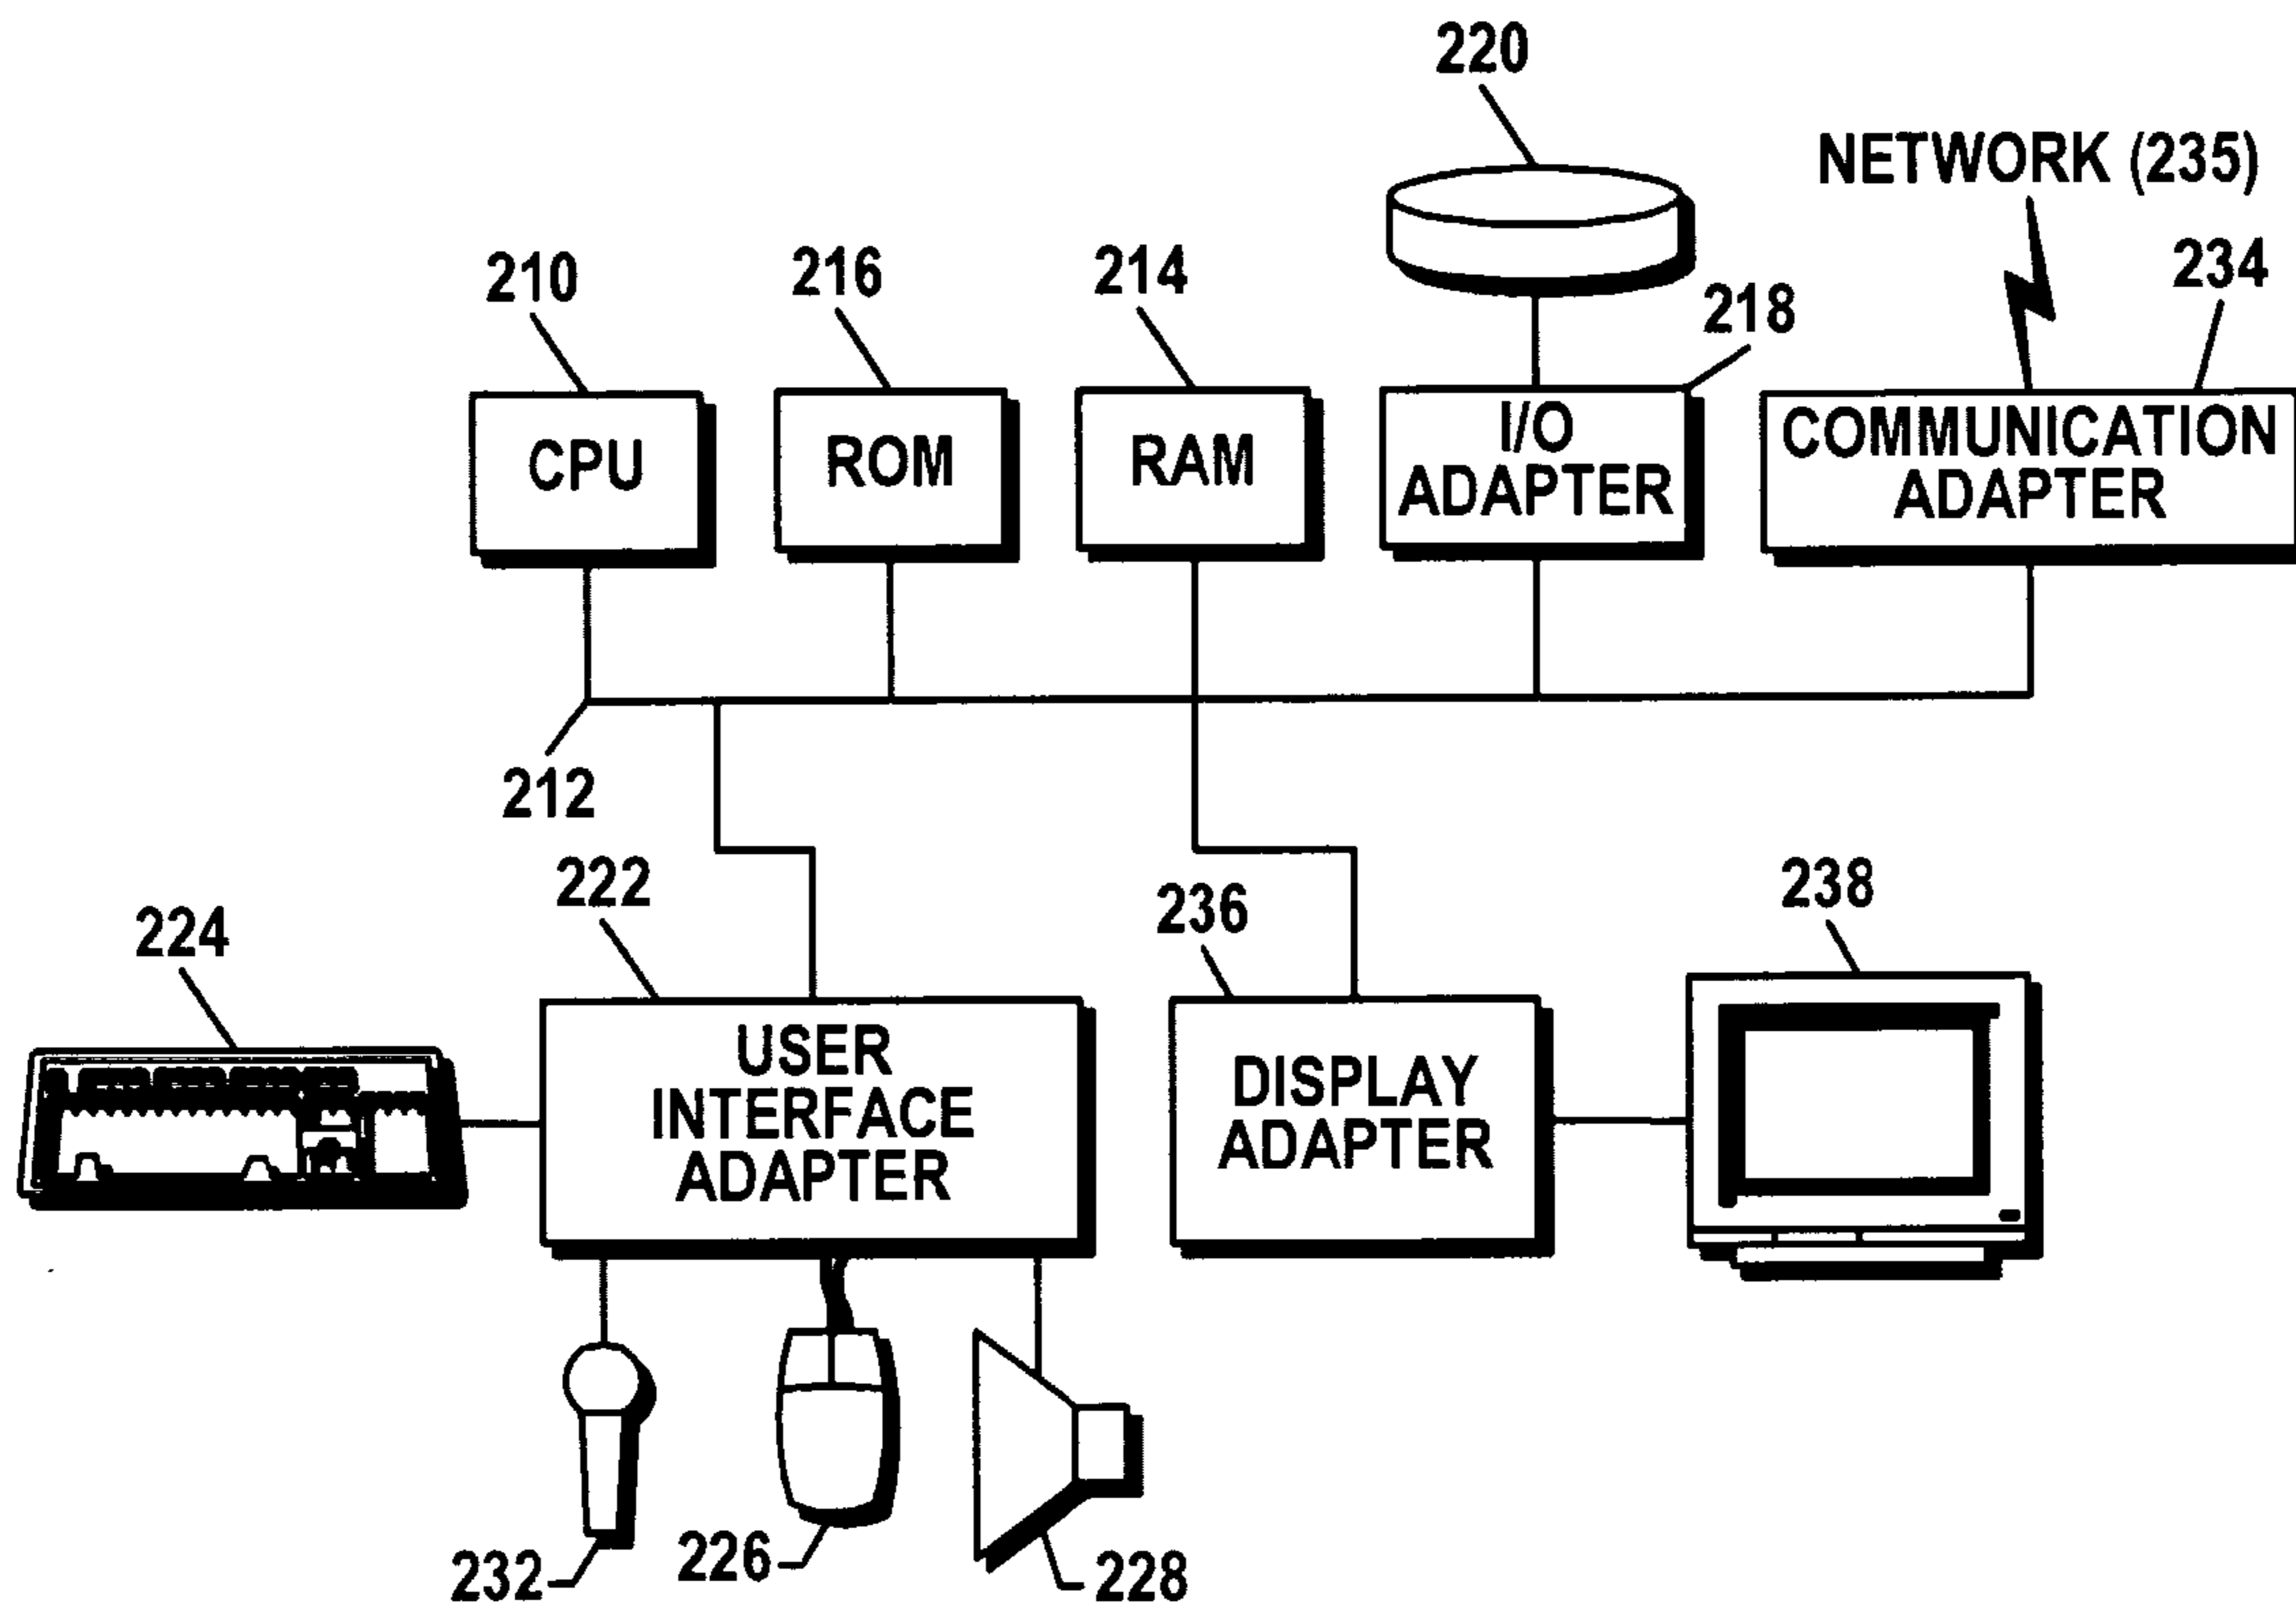 220
NETWORK (235)
210
216
214
218
234
CPU
ROM
RAM
I/O
ADAPTER
COMMUNICATION
ADAPTER
212
222
236
238
224
USER
INTERFACE
ADAPTER
DISPLAY
ADAPTER
232
226
228